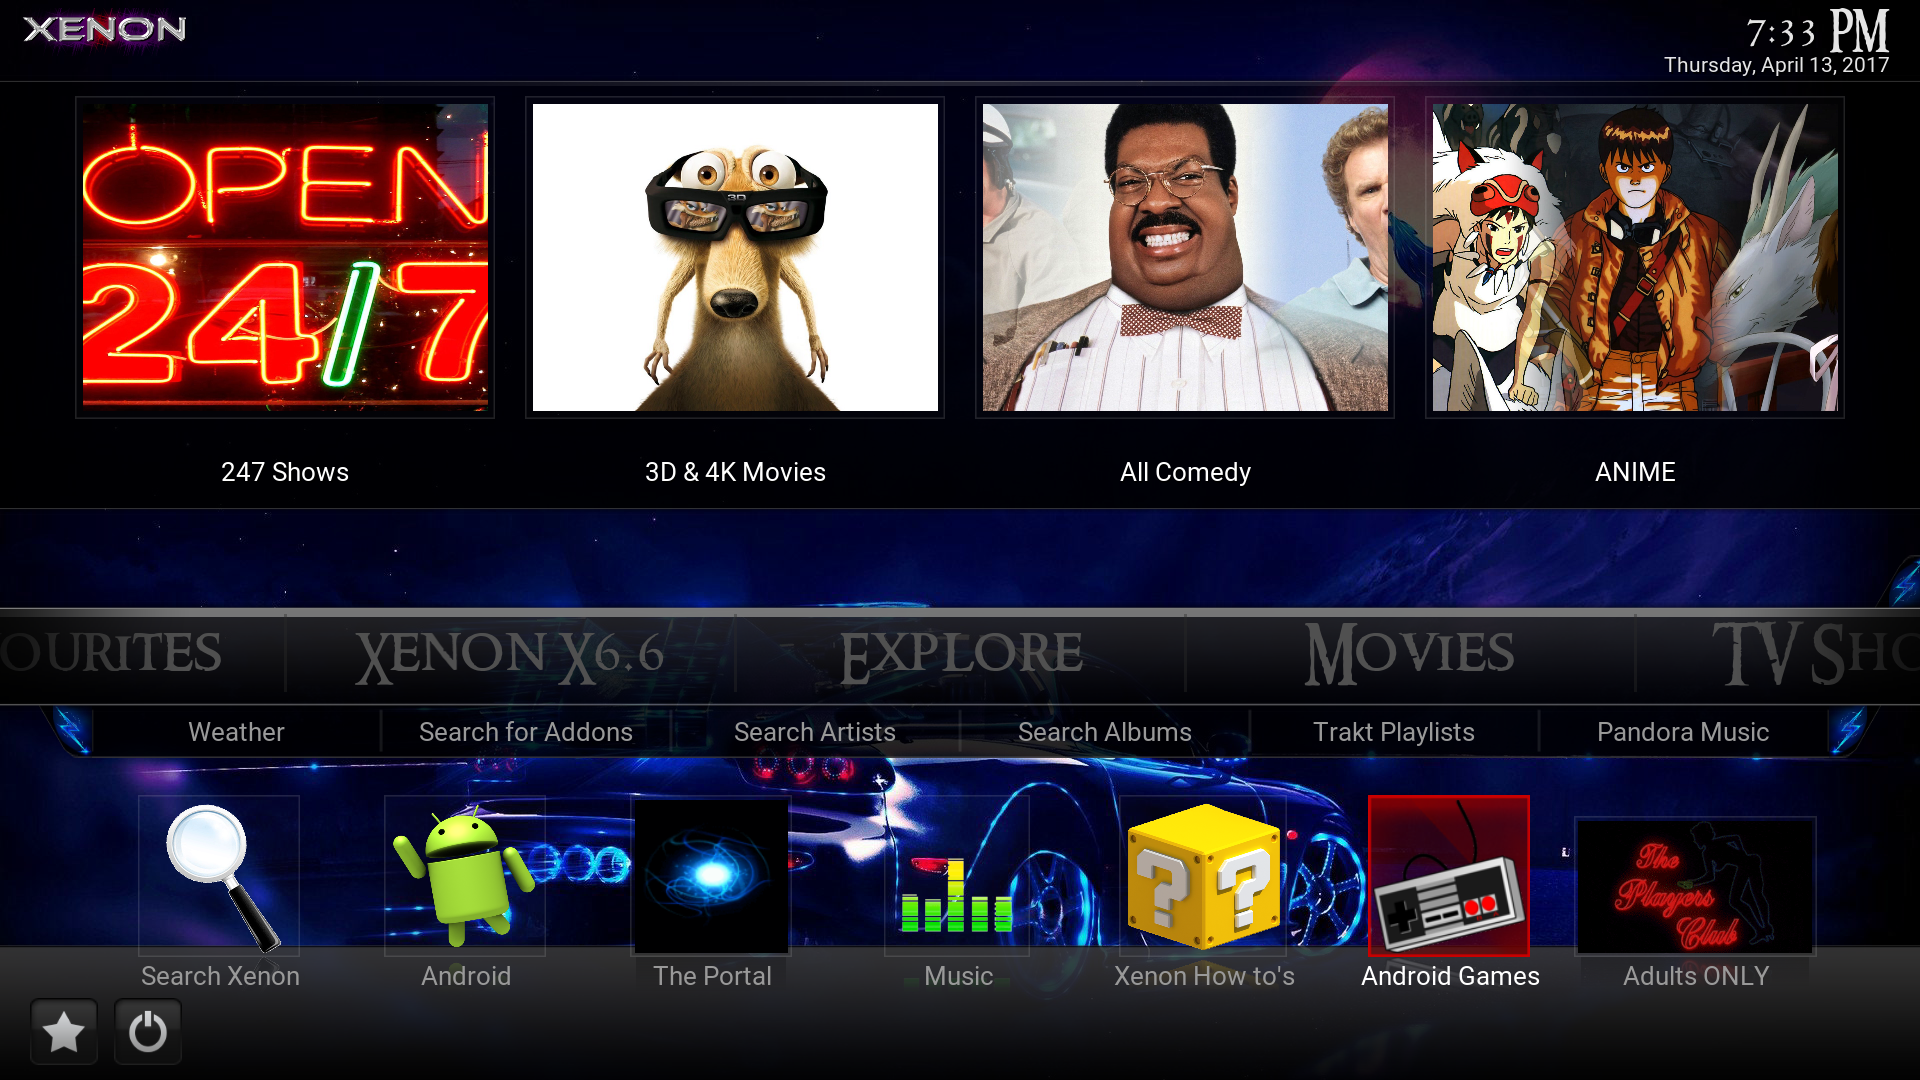 XENON
7:33 PM
Thursday, April 13, 2017
OPEN
24/7
3D
247 Shows
3D & 4K Movies
All Comedy
ANIME
OURITES
XENON X6.6
EXPLORE
MOVIES
TV SHO
Weather
Search for Addons
Search Artists
Search Albums
Trakt Playlists
Pandora Music
? ?
The
Players
Club
Search Xenon
Android
The Portal
Music
Xenon How to's
Android Games
Adults ONLY